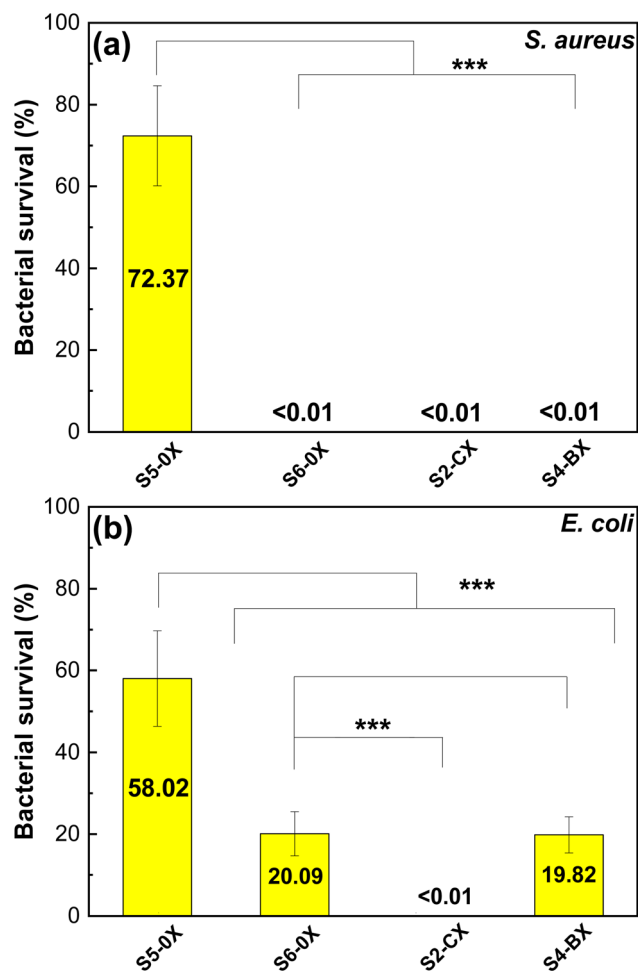 100
(a)
S. aureus
***
80
60
40
20
0
Bacterial survival (%)
72.37
<0.01
<0.01
<0.01
S5-0X
S6-0X
S2-CX
S4-BX
100
(b)
E. coli
***
80
60
40
20
0
Bacterial survival (%)
***
58.02
20.09
<0.01
19.82
S5-0X
S6-0X
S2-CX
S4-BX